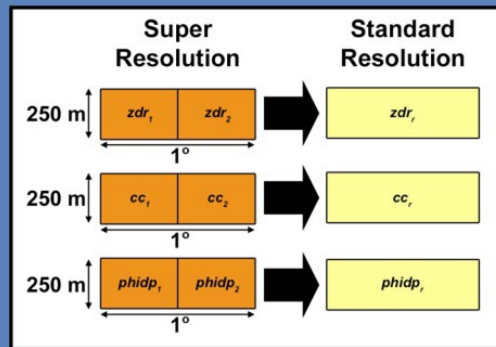 Super Resolution
Standard Resolution
250 m
zdr₁ zdr₂
zdrᵣ
1°
250 m
cc₁ cc₂
ccᵣ
1°
250 m
phidp₁ phidp₂
phidpᵣ
1°